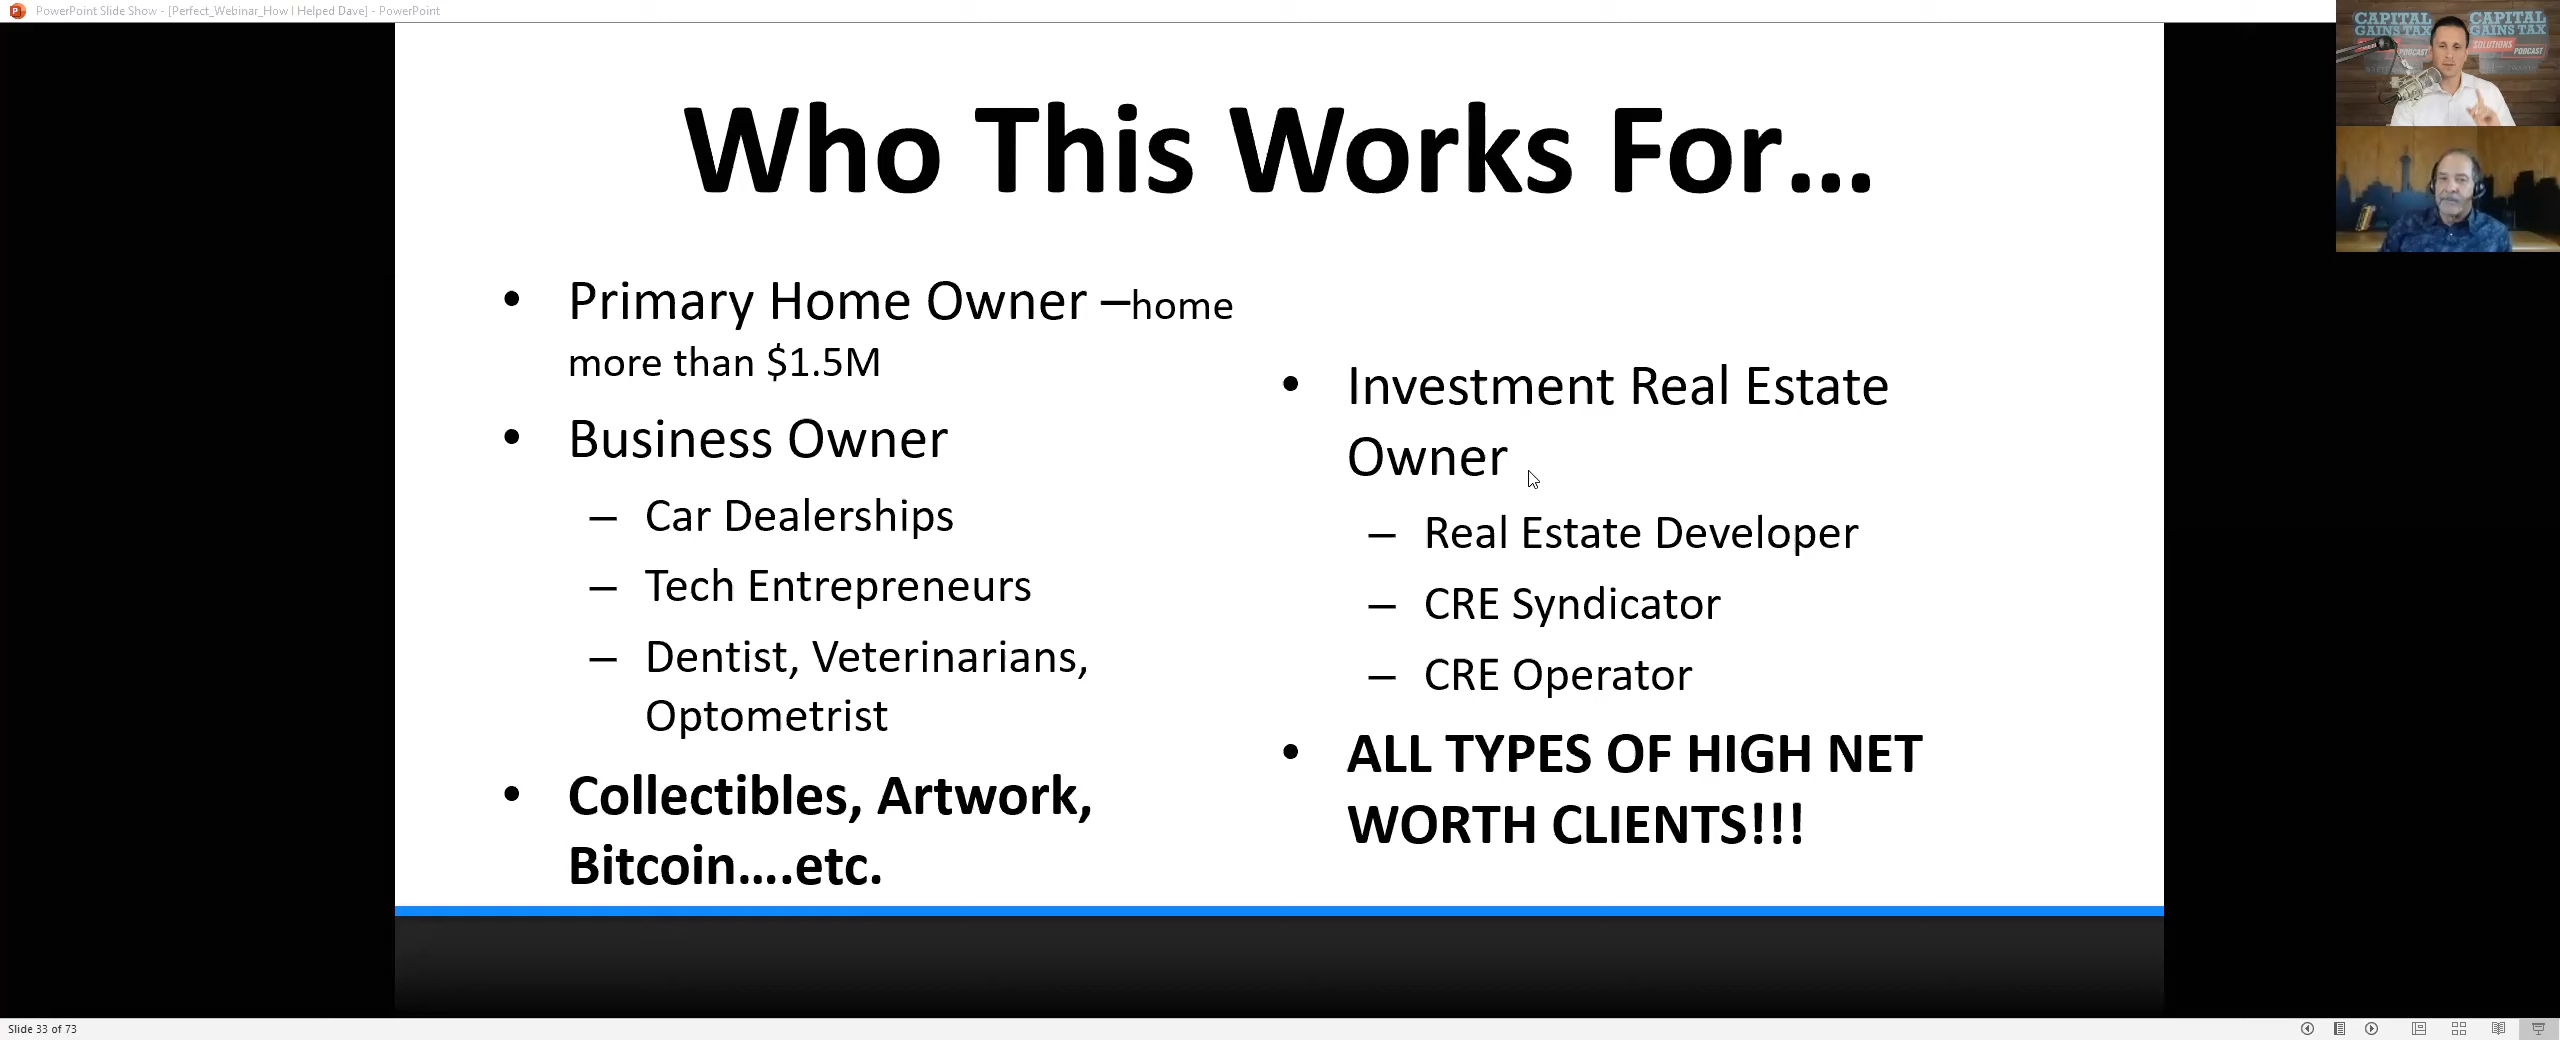 PowerPoint Slide Show - [Perfect_Webinar_How I Helped Dave] - PowerPoint
CAPITAL CAPITAL
GAINS TAX GAINS TAX
PODCAST SOLUTIONS
PODCAST
Who This Works For...
• Primary Home Owner –home
more than $1.5M
• Business Owner
– Car Dealerships
– Tech Entrepreneurs
– Dentist, Veterinarians,
Optometrist
• Collectibles, Artwork,
Bitcoin....etc.
• Investment Real Estate
Owner
– Real Estate Developer
– CRE Syndicator
– CRE Operator
• ALL TYPES OF HIGH NET
WORTH CLIENTS!!!
Slide 33 of 73